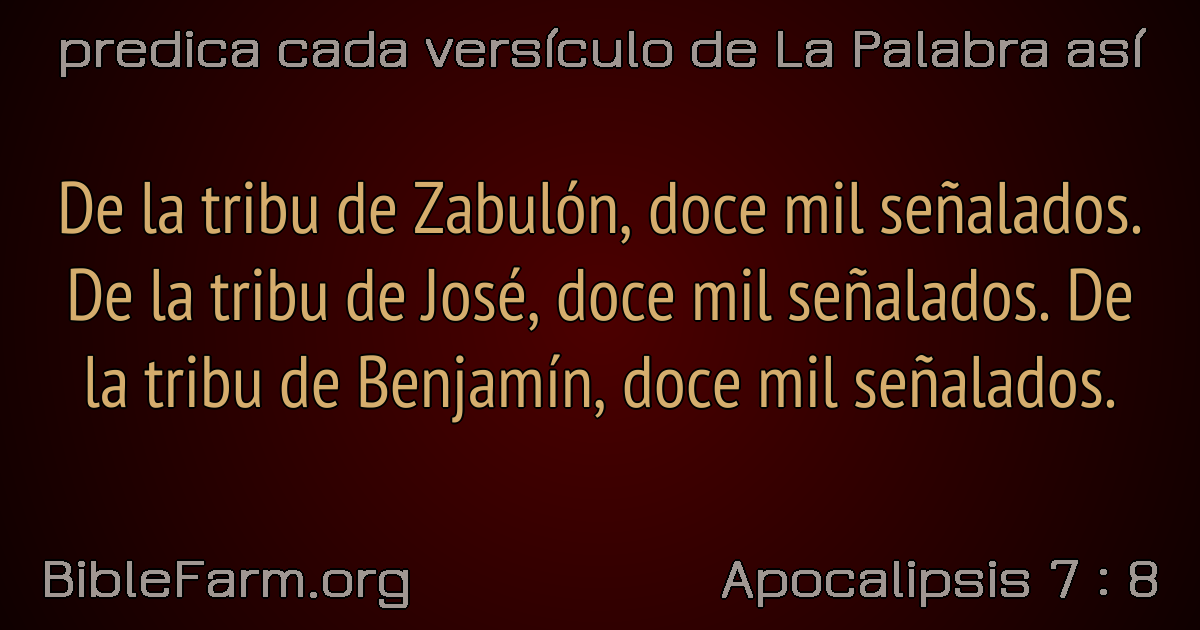 predica cada versículo de La Palabra así
De la tribu de Zabulón, doce mil señalados.
De la tribu de José, doce mil señalados. De
la tribu de Benjamín, doce mil señalados.
BibleFarm.org
Apocalipsis 7 : 8